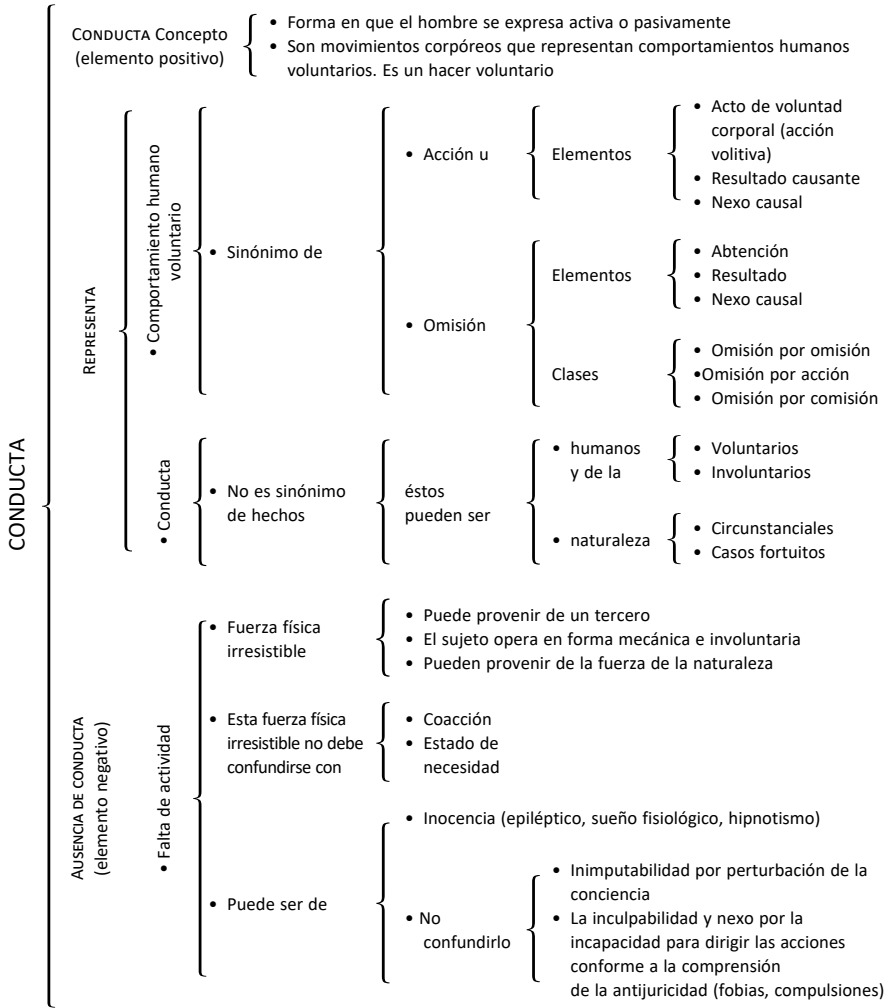 CONDUCTA
CONDUCTA Concepto
(elemento positivo)
• Forma en que el hombre se expresa activa o pasivamente
• Son movimientos corpóreos que representan comportamientos humanos
voluntarios. Es un hacer voluntario
REPRESENTA
• Comportamiento humano
voluntario
• Sinónimo de
• Acción u
Elementos
• Acto de voluntad
corporal (acción
volitiva)
• Resultado causante
• Nexo causal
• Omisión
Elementos
• Abtención
• Resultado
• Nexo causal
Clases
• Omisión por omisión
•Omisión por acción
• Omisión por comisión
• Conducta
• No es sinónimo
de hechos
éstos
pueden ser
• humanos
y de la
• Voluntarios
• Involuntarios
• naturaleza
• Circunstanciales
• Casos fortuitos
AUSENCIA DE CONDUCTA
(elemento negativo)
• Falta de actividad
• Fuerza física
irresistible
• Puede provenir de un tercero
• El sujeto opera en forma mecánica e involuntaria
• Pueden provenir de la fuerza de la naturaleza
• Esta fuerza física
irresistible no debe
confundirse con
• Coacción
• Estado de
necesidad
• Puede ser de
• Inocencia (epiléptico, sueño fisiológico, hipnotismo)
• No
confundirlo
• Inimputabilidad por perturbación de la
conciencia
• La inculpabilidad y nexo por la
incapacidad para dirigir las acciones
conforme a la comprensión
de la antijuricidad (fobias, compulsiones)